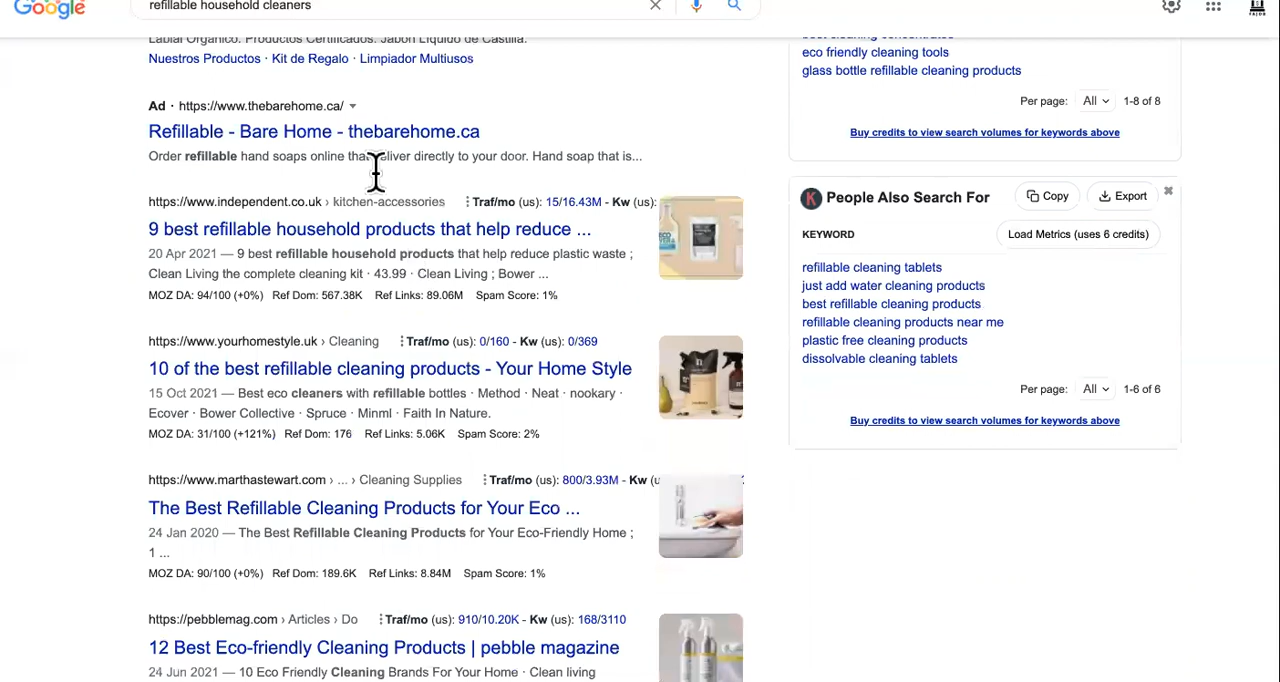 Google
refillable household cleaners
Labial Orgánico. Productos Certificados. Jabón Líquido de Castilla.
Nuestros Productos · Kit de Regalo · Limpiador Multiusos
Ad · https://www.thebarehome.ca/
Refillable - Bare Home - thebarehome.ca
Order refillable hand soaps online that deliver directly to your door. Hand soap that is...
https://www.independent.co.uk › kitchen-accessories
Traf/mo (us): 15/16.43M - Kw (us):
9 best refillable household products that help reduce ...
20 Apr 2021 — 9 best refillable household products that help reduce plastic waste ;
Clean Living the complete cleaning kit · 43.99 · Clean Living ; Bower ...
MOZ DA: 94/100 (+0%) Ref Dom: 567.38K Ref Links: 89.06M Spam Score: 1%
https://www.yourhomestyle.uk › Cleaning
Traf/mo (us): 0/160 - Kw (us): 0/369
10 of the best refillable cleaning products - Your Home Style
15 Oct 2021 — Best eco cleaners with refillable bottles · Method · Neat · nookary ·
Ecover · Bower Collective · Spruce · Minml · Faith In Nature.
MOZ DA: 31/100 (+121%) Ref Dom: 176 Ref Links: 5.06K Spam Score: 2%
https://www.marthastewart.com › ... › Cleaning Supplies
Traf/mo (us): 800/3.93M - Kw
The Best Refillable Cleaning Products for Your Eco ...
24 Jan 2020 — The Best Refillable Cleaning Products for Your Eco-Friendly Home ;
1 ...
MOZ DA: 90/100 (+0%) Ref Dom: 189.6K Ref Links: 8.84M Spam Score: 1%
https://pebblemag.com › Articles › Do
Traf/mo (us): 910/10.20K - Kw (us): 168/3110
12 Best Eco-friendly Cleaning Products | pebble magazine
24 Jun 2021 — 10 Eco Friendly Cleaning Brands For Your Home · Clean living
best cleaning concentrates
eco friendly cleaning tools
glass bottle refillable cleaning products
Per page: All 1-8 of 8
Buy credits to view search volumes for keywords above
K People Also Search For
Copy
Export
KEYWORD
Load Metrics (uses 6 credits)
refillable cleaning tablets
just add water cleaning products
best refillable cleaning products
refillable cleaning products near me
plastic free cleaning products
dissolvable cleaning tablets
Per page: All 1-6 of 6
Buy credits to view search volumes for keywords above